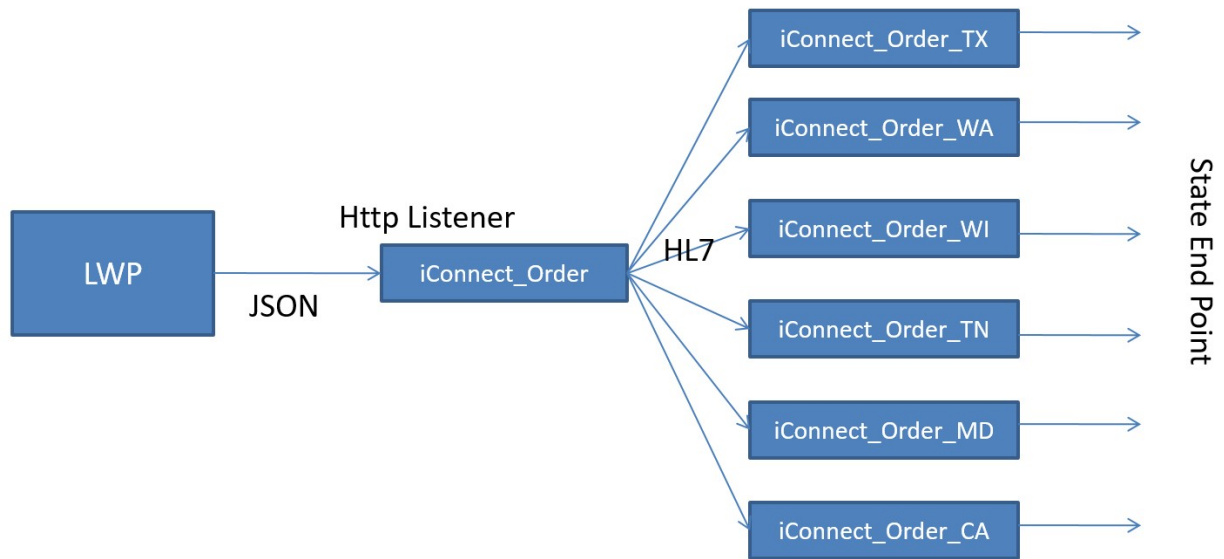 iConnect_Order_TX
iConnect_Order_WA
Http Listener
iConnect_Order_WI
LWP
iConnect_Order
HL7
JSON
iConnect_Order_TN
iConnect_Order_MD
iConnect_Order_CA
State End Point